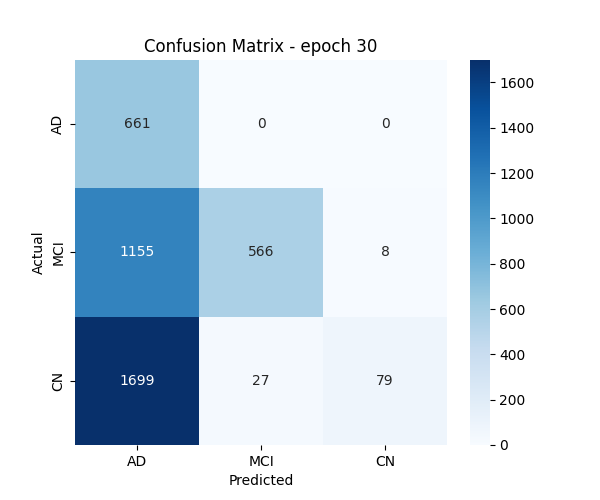 Confusion Matrix - epoch 30
Actual
AD
661 0 0
MCI
1155 566 8
CN
1699 27 79
AD MCI CN
Predicted
1600
1400
1200
1000
800
600
400
200
0